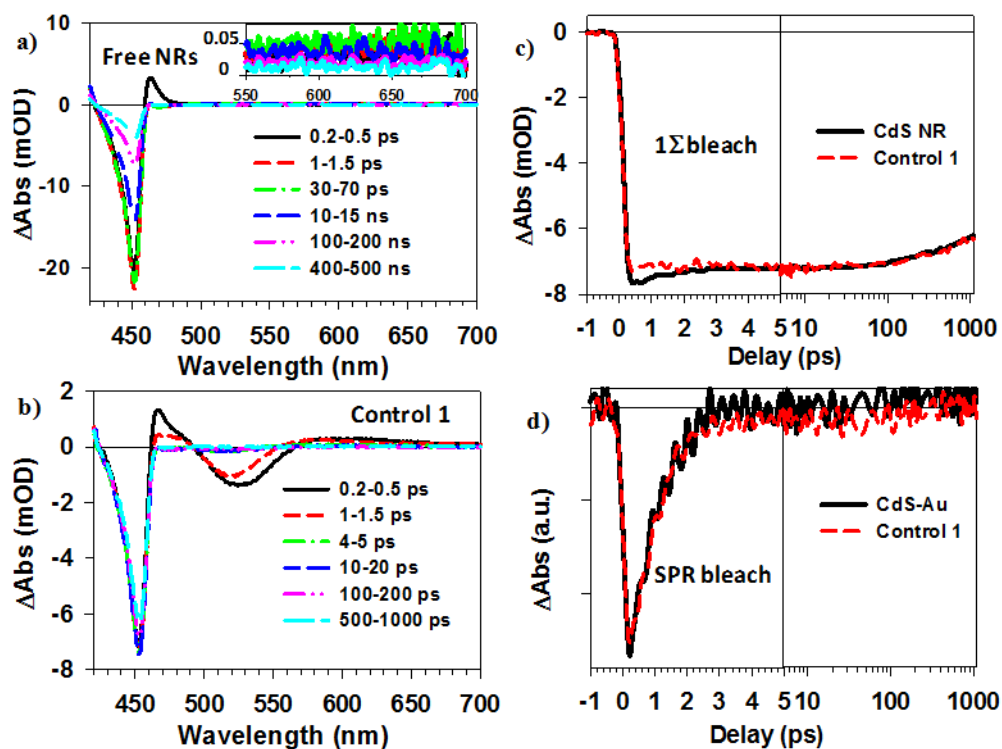 a)
Free NRs
0.05
0
550 600 650 700
10
0
-10
-20
ΔAbs (mOD)
0.2-0.5 ps
1-1.5 ps
30-70 ps
10-15 ns
100-200 ns
400-500 ns
450 500 550 600 650 700
Wavelength (nm)
c)
0
-2
-4
-6
-8
ΔAbs (mOD)
1Σ bleach
CdS NR
Control 1
-1 0 1 2 3 4 5 10 100 1000
Delay (ps)
b)
Control 1
2
0
-2
-4
-6
-8
ΔAbs (mOD)
0.2-0.5 ps
1-1.5 ps
4-5 ps
10-20 ps
100-200 ps
500-1000 ps
450 500 550 600 650 700
Wavelength (nm)
d)
ΔAbs (a.u.)
SPR bleach
CdS-Au
Control 1
-1 0 1 2 3 4 5 10 100 1000
Delay (ps)